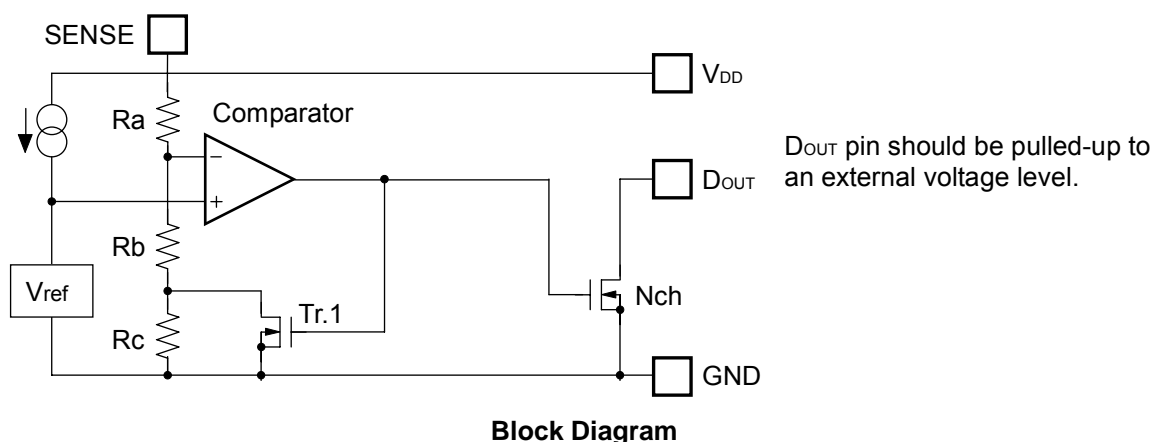 SENSE
VDD
Ra
Comparator
DOUT pin should be pulled-up to
an external voltage level.
−
DOUT
+
Rb
Vref
Nch
Tr.1
Rc
GND
Block Diagram